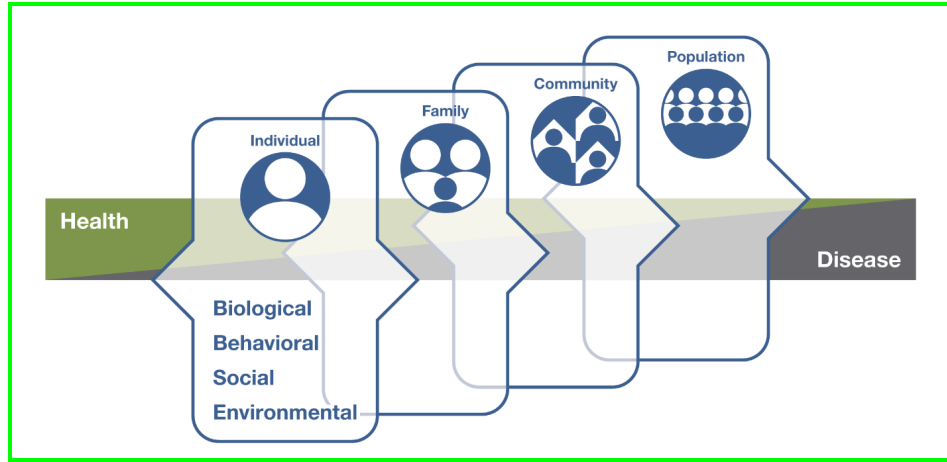 Population
Community
Family
Individual
Health
Disease
Biological
Behavioral
Social
Environmental